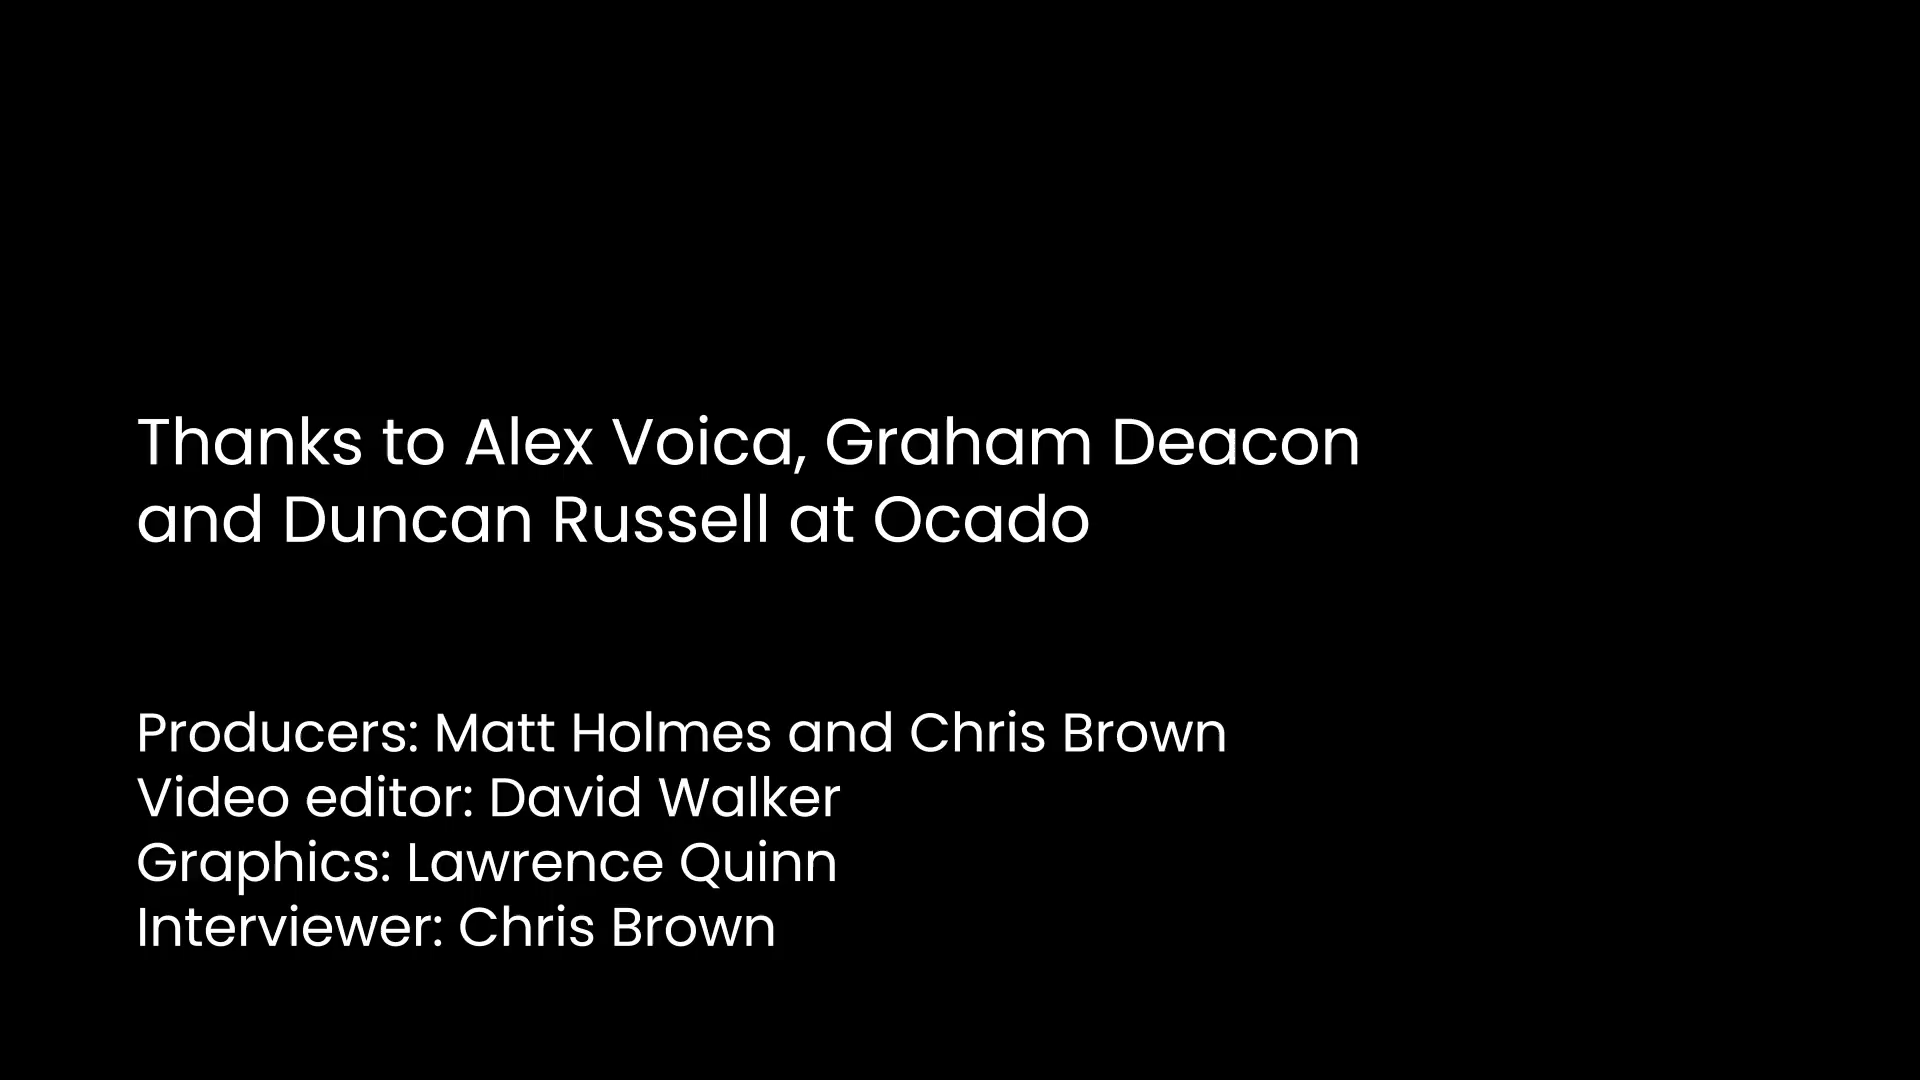 Thanks to Alex Voica, Graham Deacon
and Duncan Russell at Ocado
Producers: Matt Holmes and Chris Brown
Video editor: David Walker
Graphics: Lawrence Quinn
Interviewer: Chris Brown